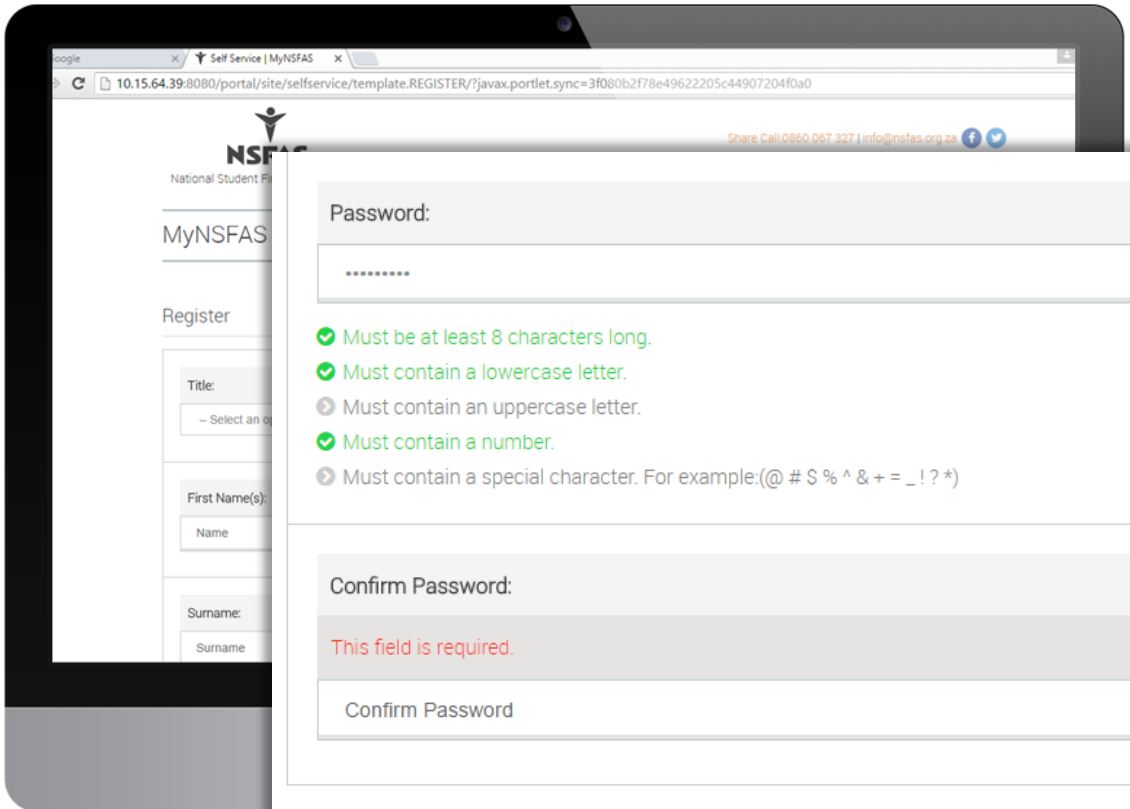 oogle
Self Service | MyNSFAS
10.15.64.39:8080/portal/site/selfservice/template.REGISTER/?javax.portlet.sync=3f080b2f78e49622205c44907204f0a0
NSFAS
Share Call:0860 067 327 | info@nsfas.org.za
National Student Fi
MyNSFAS
Register
Title:
-- Select an op
First Name(s):
Name
Surname:
Surname
Password:
•••••••••
Must be at least 8 characters long.
Must contain a lowercase letter.
Must contain an uppercase letter.
Must contain a number.
Must contain a special character. For example:(@ # $ % ^ & + = _ ! ? *)
Confirm Password:
This field is required.
Confirm Password